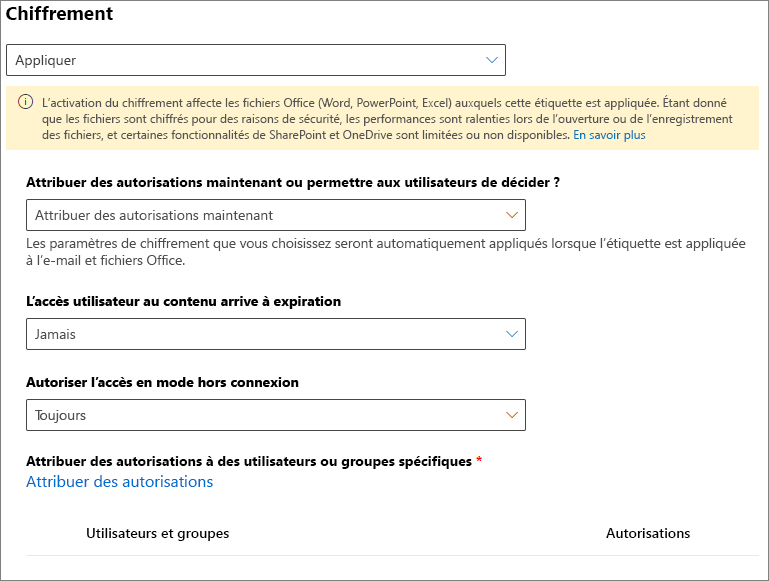 Chiffrement
Appliquer
L'activation du chiffrement affecte les fichiers Office (Word, PowerPoint, Excel) auxquels cette étiquette est appliquée. Étant donné
que les fichiers sont chiffrés pour des raisons de sécurité, les performances sont ralenties lors de l'ouverture ou de l'enregistrement
des fichiers, et certaines fonctionnalités de SharePoint et OneDrive sont limitées ou non disponibles. En savoir plus
Attribuer des autorisations maintenant ou permettre aux utilisateurs de décider ?
Attribuer des autorisations maintenant
Les paramètres de chiffrement que vous choisissez seront automatiquement appliqués lorsque l'étiquette est appliquée
à l'e-mail et fichiers Office.
L'accès utilisateur au contenu arrive à expiration
Jamais
Autoriser l'accès en mode hors connexion
Toujours
Attribuer des autorisations à des utilisateurs ou groupes spécifiques *
Attribuer des autorisations
Utilisateurs et groupes
Autorisations